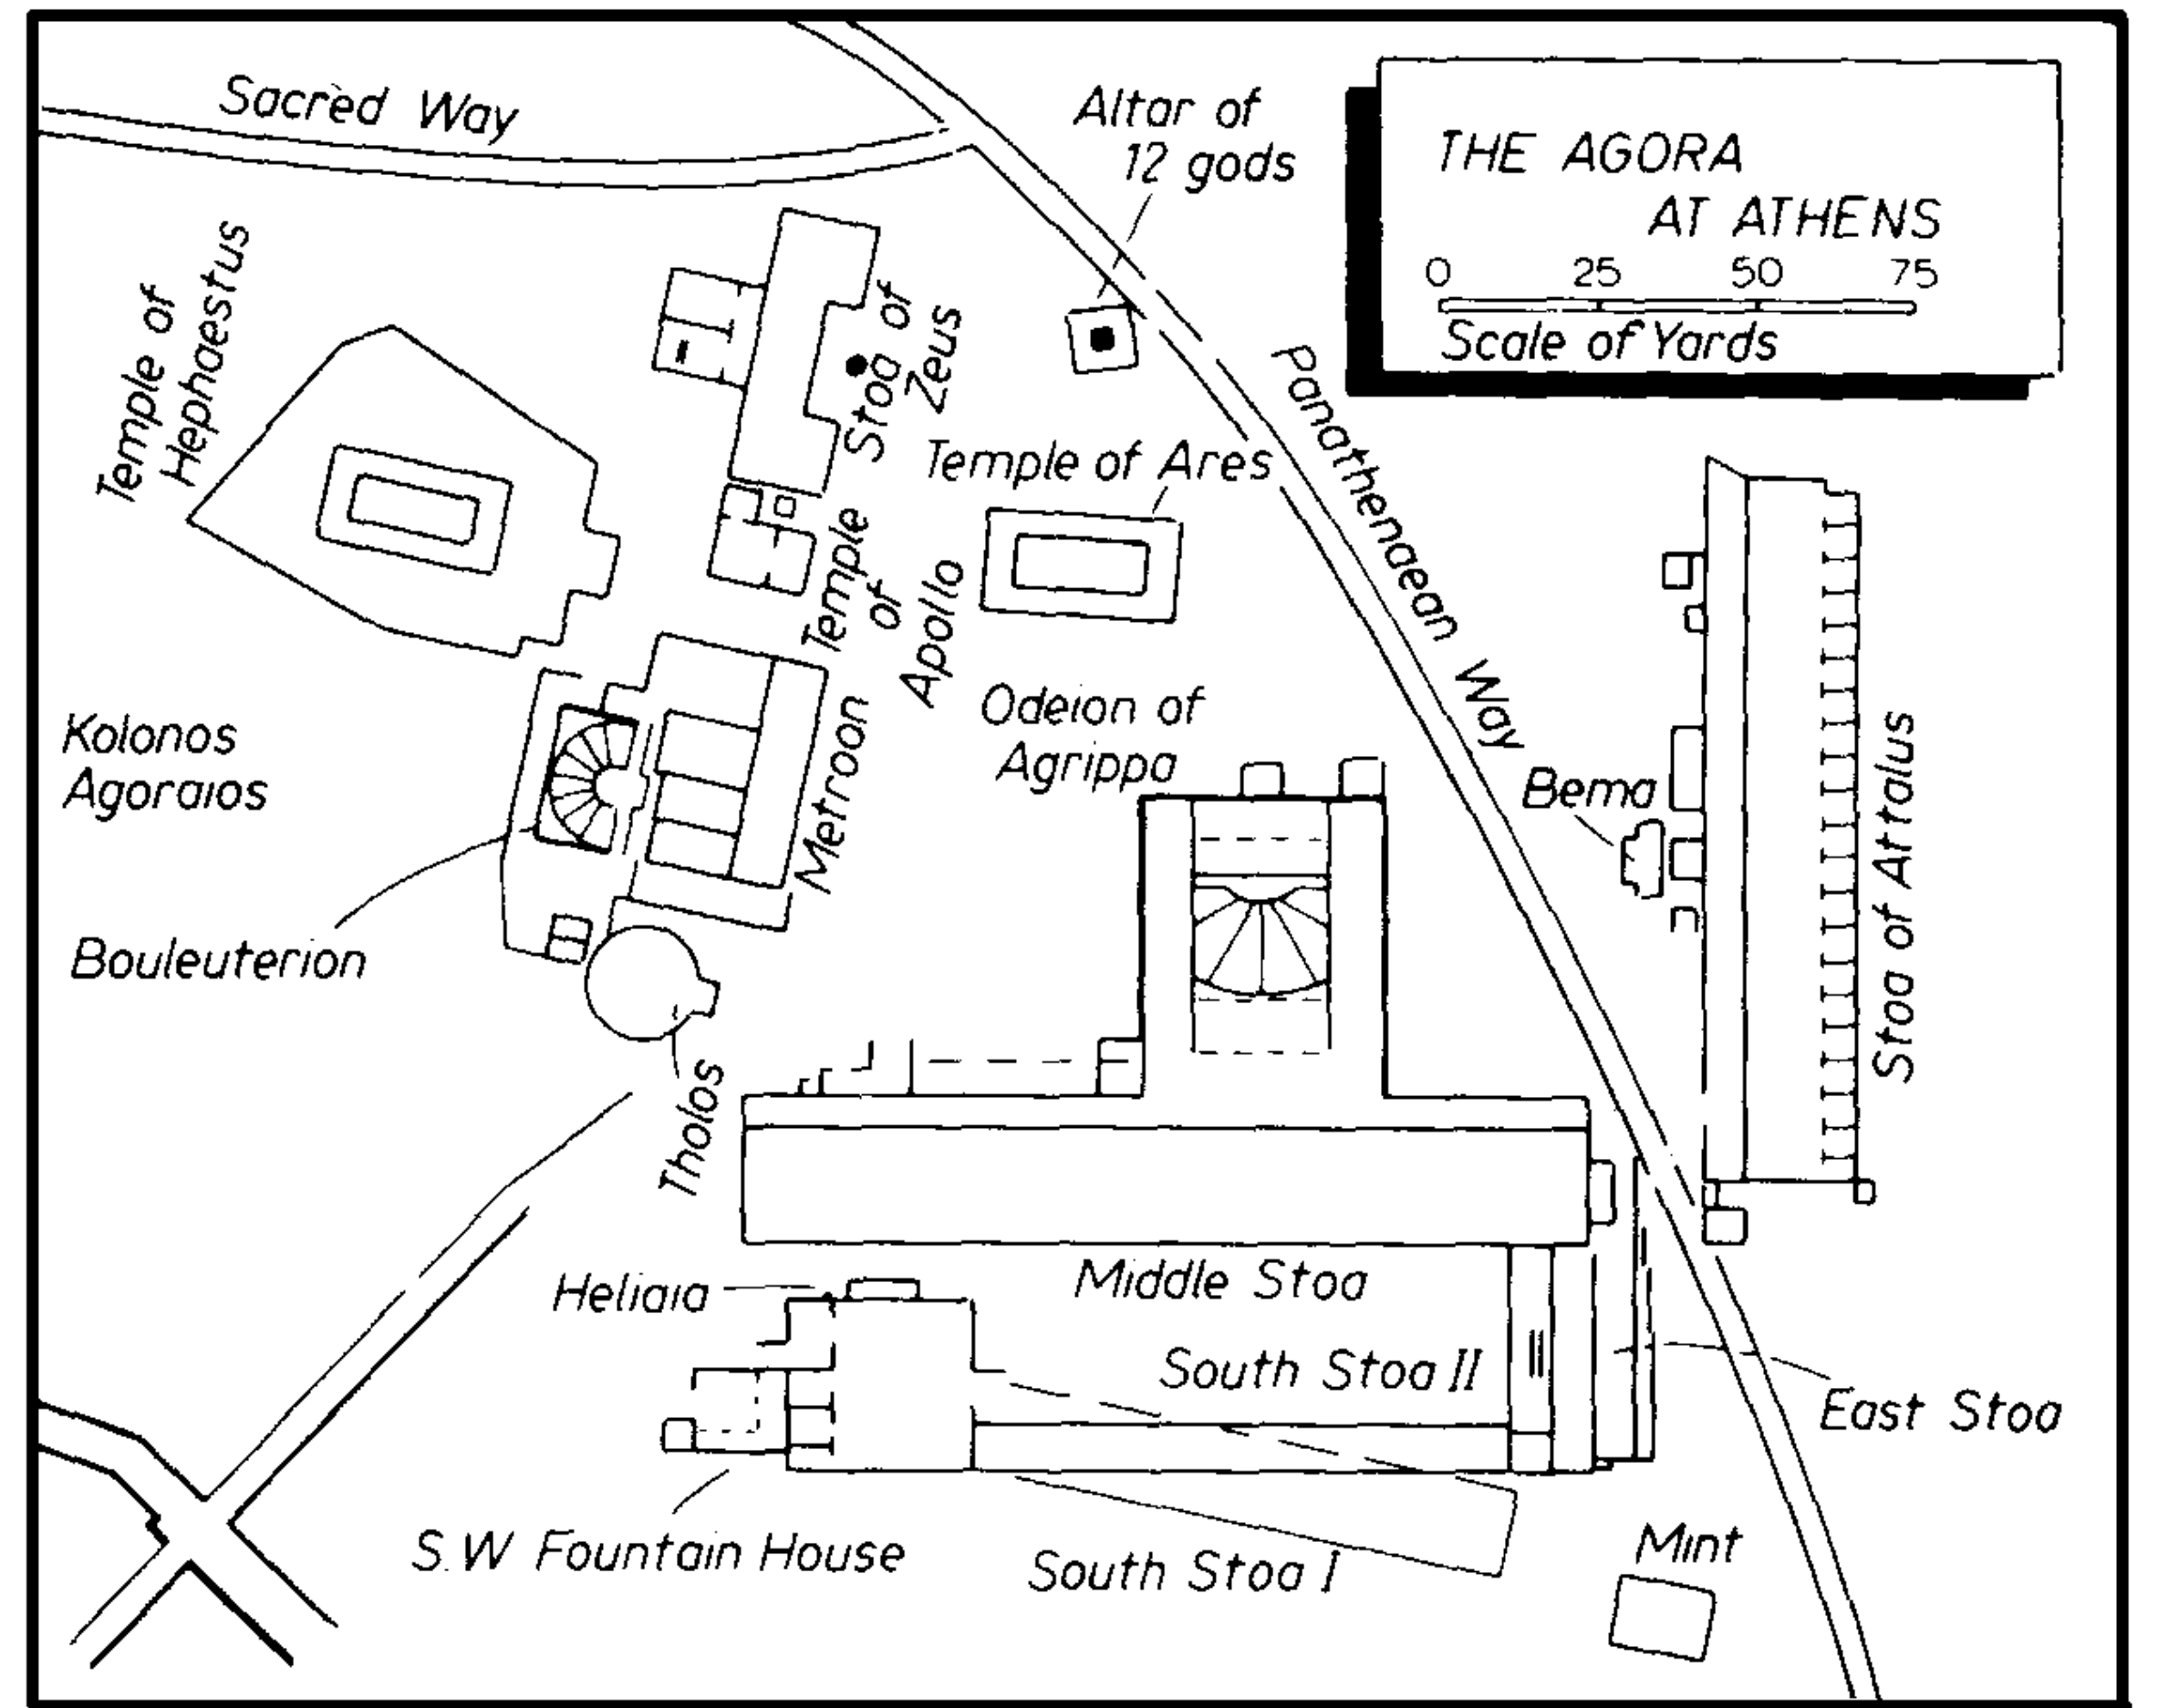 Sacred Way
Altar of
12 gods
THE AGORA
AT ATHENS
0 25 50 75
Scale of Yards
Temple of
Hephaestus
Stoa of
Zeus
Panathenaean Way
Temple of Ares
Temple
of
Apollo
Kolonos
Agoraios
Metroon
Odeion of
Agrippa
Bema
Stoa of Attalus
Bouleuterion
Tholos
Heliaia
Middle Stoa
South Stoa II
East Stoa
S.W Fountain House
South Stoa I
Mint